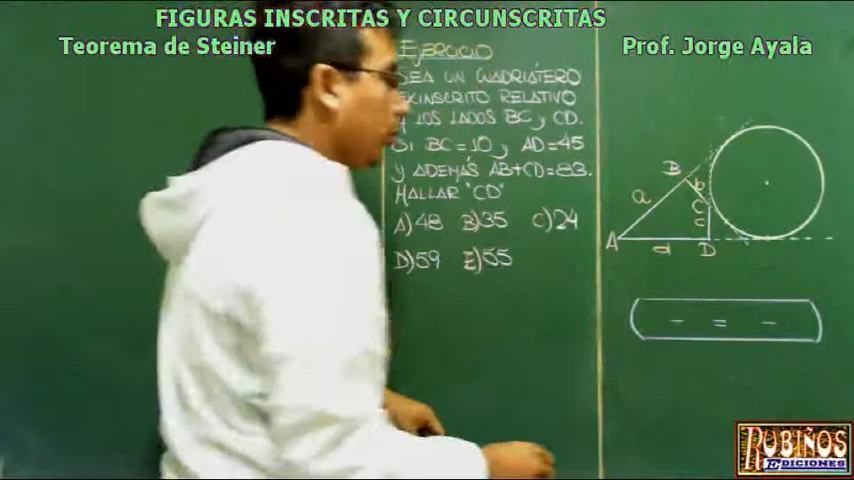 FIGURAS INSCRITAS Y CIRCUNSCRITAS
Teorema de Steiner
Prof. Jorge Ayala
EJERCICIO
SEA UN CUADRILÁTERO
EXINSCRITO RELATIVO
A LOS LADOS BC y CD.
SI BC=10 y AD=45
y ADEMÁS AB+CD=83.
HALLAR "CD"
A)48 B)35 C)24
D)59 E)55
B
a
b
C
c
A
d
D
- = -
RUBIÑOS
EDICIONES